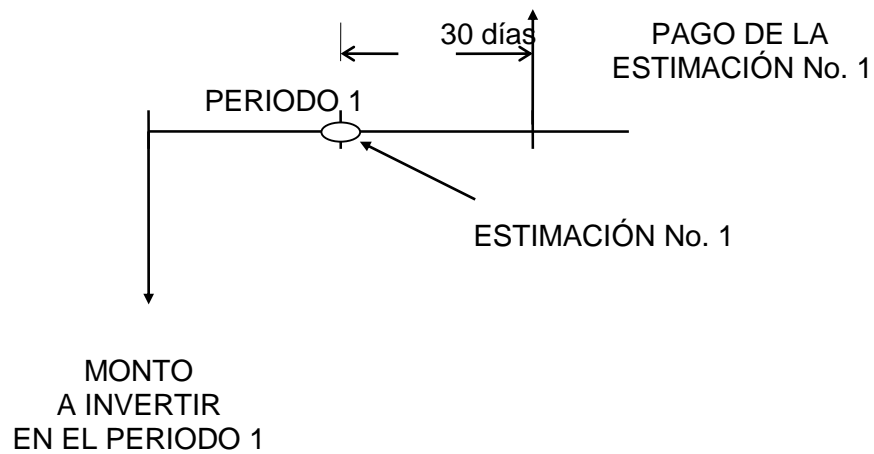 30 días
PAGO DE LA
ESTIMACIÓN No. 1
PERIODO 1
ESTIMACIÓN No. 1
MONTO
A INVERTIR
EN EL PERIODO 1